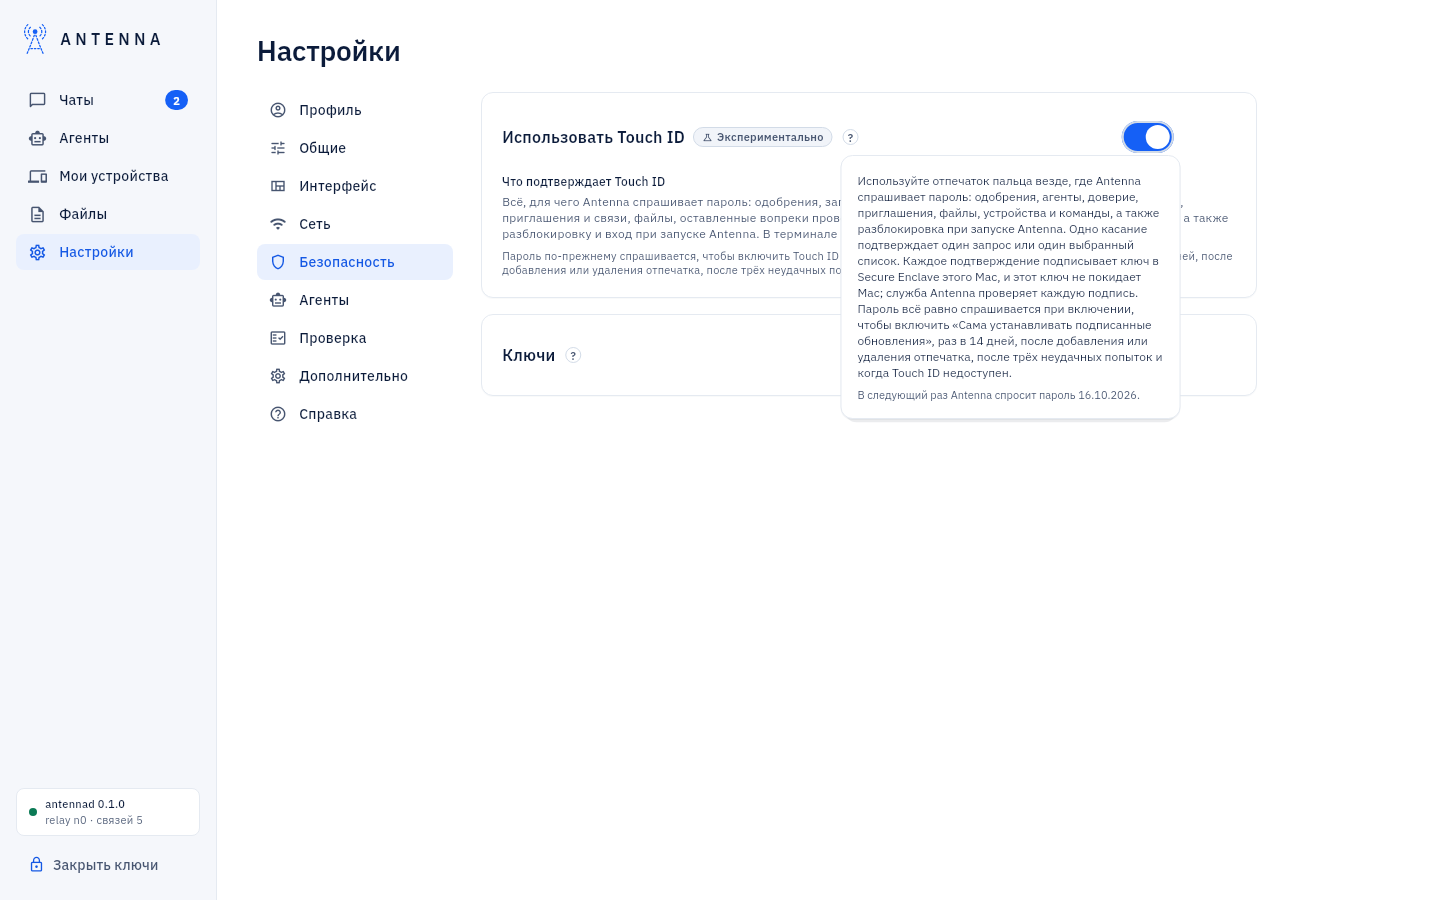 ANTENNA
Чаты
2
Агенты
Мои устройства
Файлы
Настройки
antennad 0.1.0
relay n0 · связей 5
Закрыть ключи
Настройки
Профиль
Общие
Интерфейс
Сеть
Безопасность
Агенты
Проверка
Дополнительно
Справка
Использовать Touch ID
Экспериментально
?
Что подтверждает Touch ID
Всё, для чего Antenna спрашивает пароль: одобрения,
приглашения и связи, файлы, оставленные вопреки
а также
разблокировку и вход при запуске Antenna. В терминале
Пароль по-прежнему спрашивается, чтобы включить Touch ID
после
добавления или удаления отпечатка, после трёх неудачных
Используйте отпечаток пальца везде, где Antenna
спрашивает пароль: одобрения, агенты, доверие,
приглашения, файлы, устройства и команды, а также
разблокировка при запуске Antenna. Одно касание
подтверждает один запрос или один выбранный
список. Каждое подтверждение подписывает ключ в
Secure Enclave этого Mac, и этот ключ не покидает
Mac; служба Antenna проверяет каждую подпись.
Пароль всё равно спрашивается при включении,
чтобы включить «Сама устанавливать подписанные
обновления», раз в 14 дней, после добавления или
удаления отпечатка, после трёх неудачных попыток и
когда Touch ID недоступен.
В следующий раз Antenna спросит пароль 16.10.2026.
Ключи
?